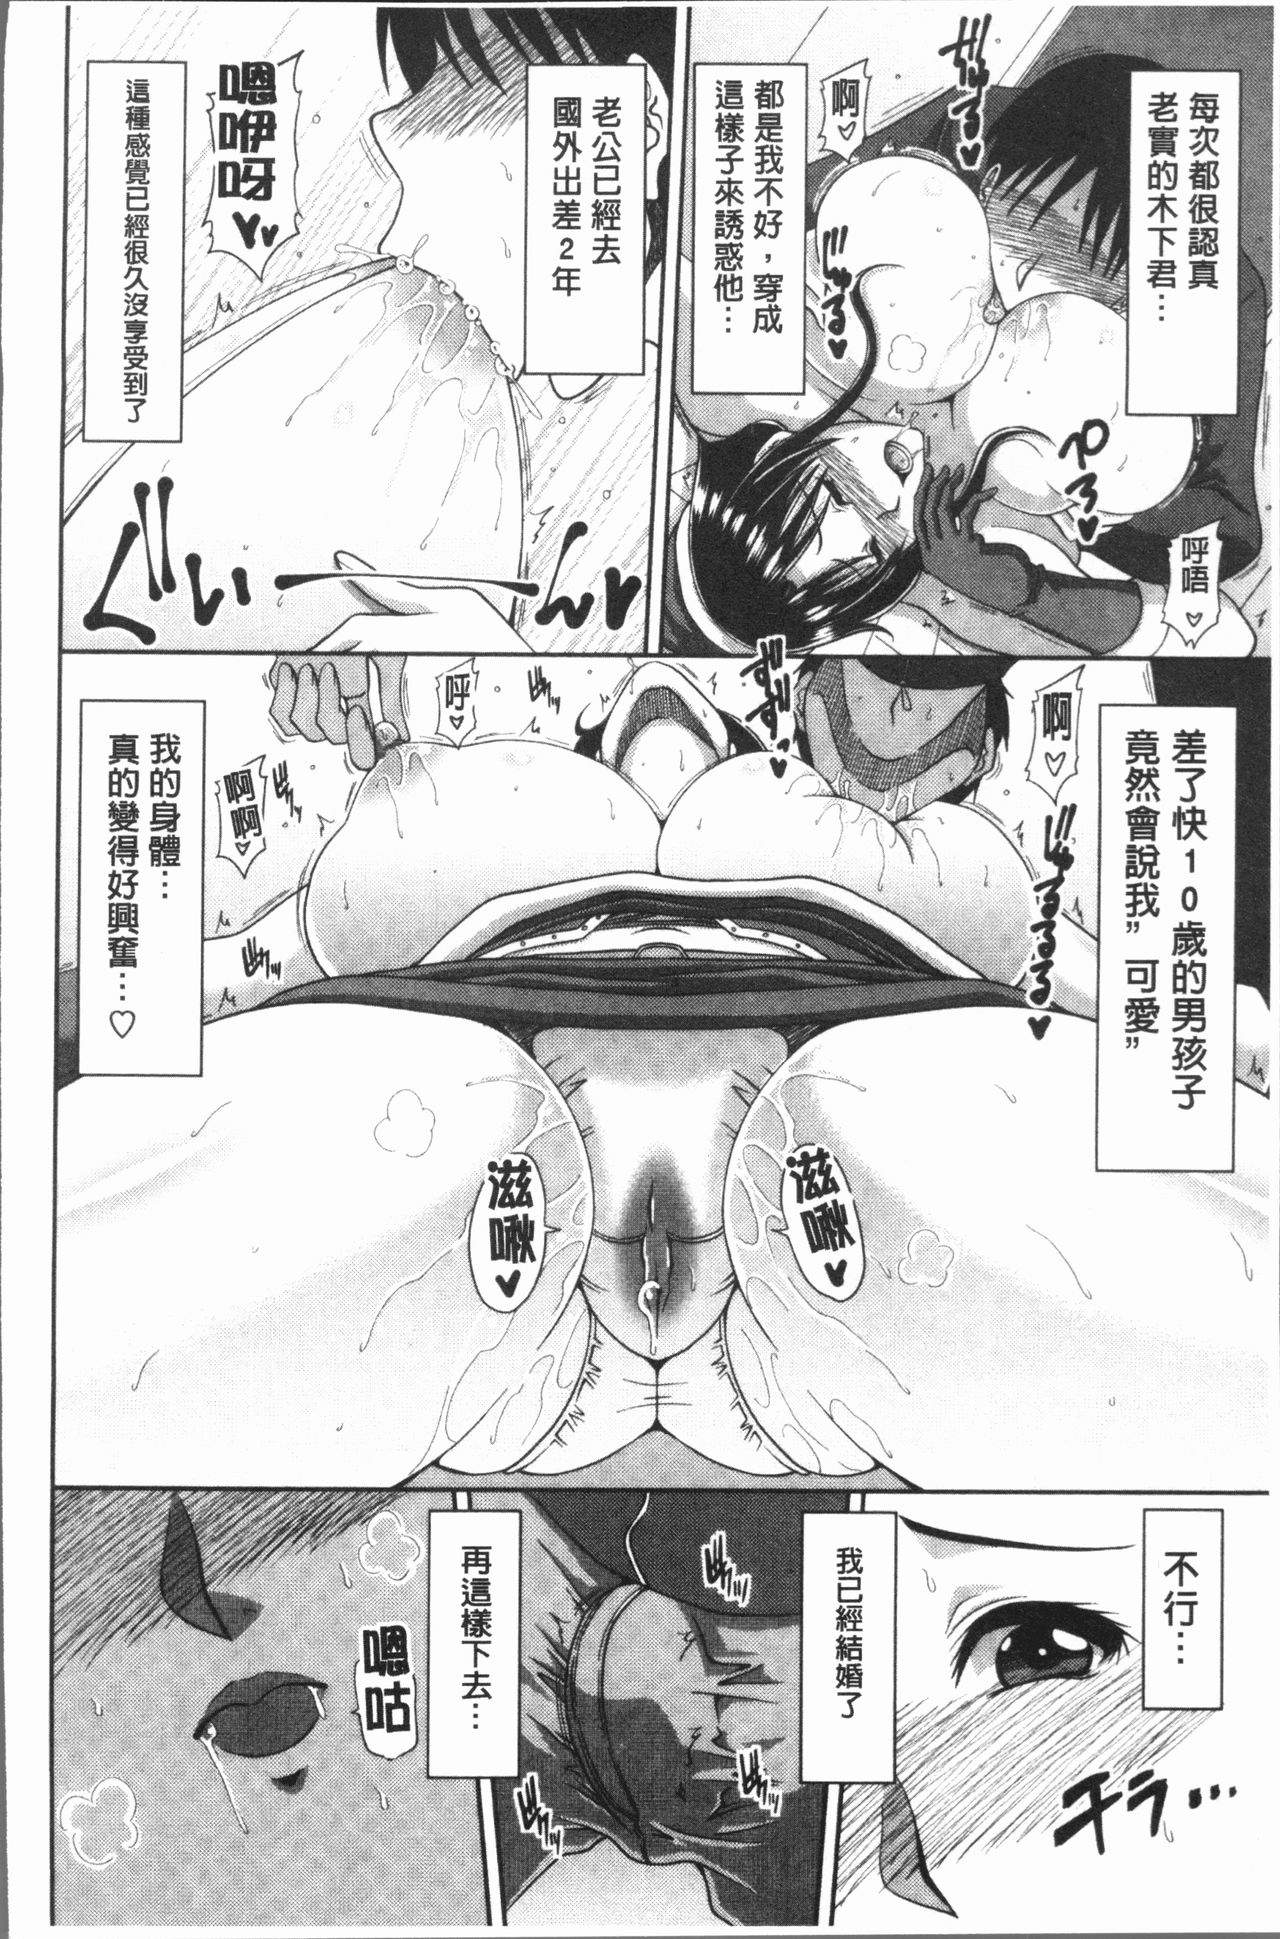 每次都很認真
老實的木下君…
都是我不好，穿成
這樣子來誘惑他…
啊♡
呼唔♡
老公已經去
國外出差2年
嗯咿呀♥♥
這種感覺已經很久沒享受到了
ぐいーん♥
差了快10歲的男孩子
竟然會說我”可愛”
啊♡
呼♡
啊啊♡
我的身體…
真的變得好興奮…♡
滋啾♥
滋啾♥
不行…
チラ…
我已經結婚了
再這樣下去…
嗯咕